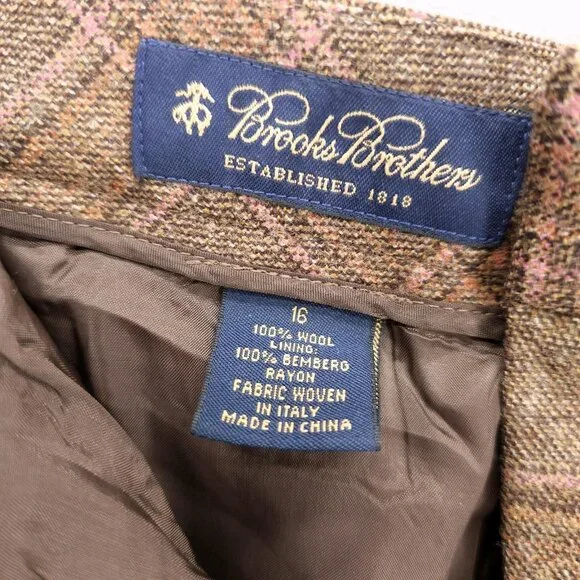 Brooks Brothers
ESTABLISHED 1818
16
100% WOOL
LINING:
100% BEMBERG
RAYON
FABRIC WOVEN
IN ITALY
MADE IN CHINA